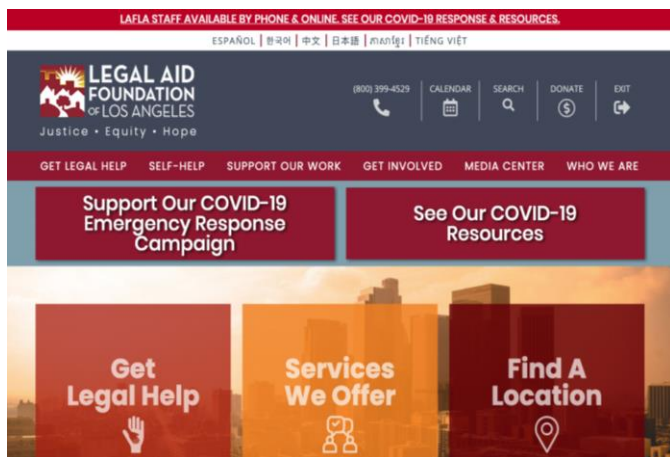 LAFLA STAFF AVAILABLE BY PHONE & ONLINE. SEE OUR COVID-19 RESPONSE & RESOURCES.
ESPAÑOL | 한국어 | 中文 | 日本語 | ភាសាខ្មែរ | TIẾNG VIỆT
LEGAL AID
FOUNDATION
OF LOS ANGELES
Justice • Equity • Hope
(800) 399-4529 CALENDAR SEARCH DONATE EXIT
GET LEGAL HELP SELF-HELP SUPPORT OUR WORK GET INVOLVED MEDIA CENTER WHO WE ARE
Support Our COVID-19
Emergency Response
Campaign
See Our COVID-19
Resources
Get
Legal Help
Services
We Offer
Find A
Location